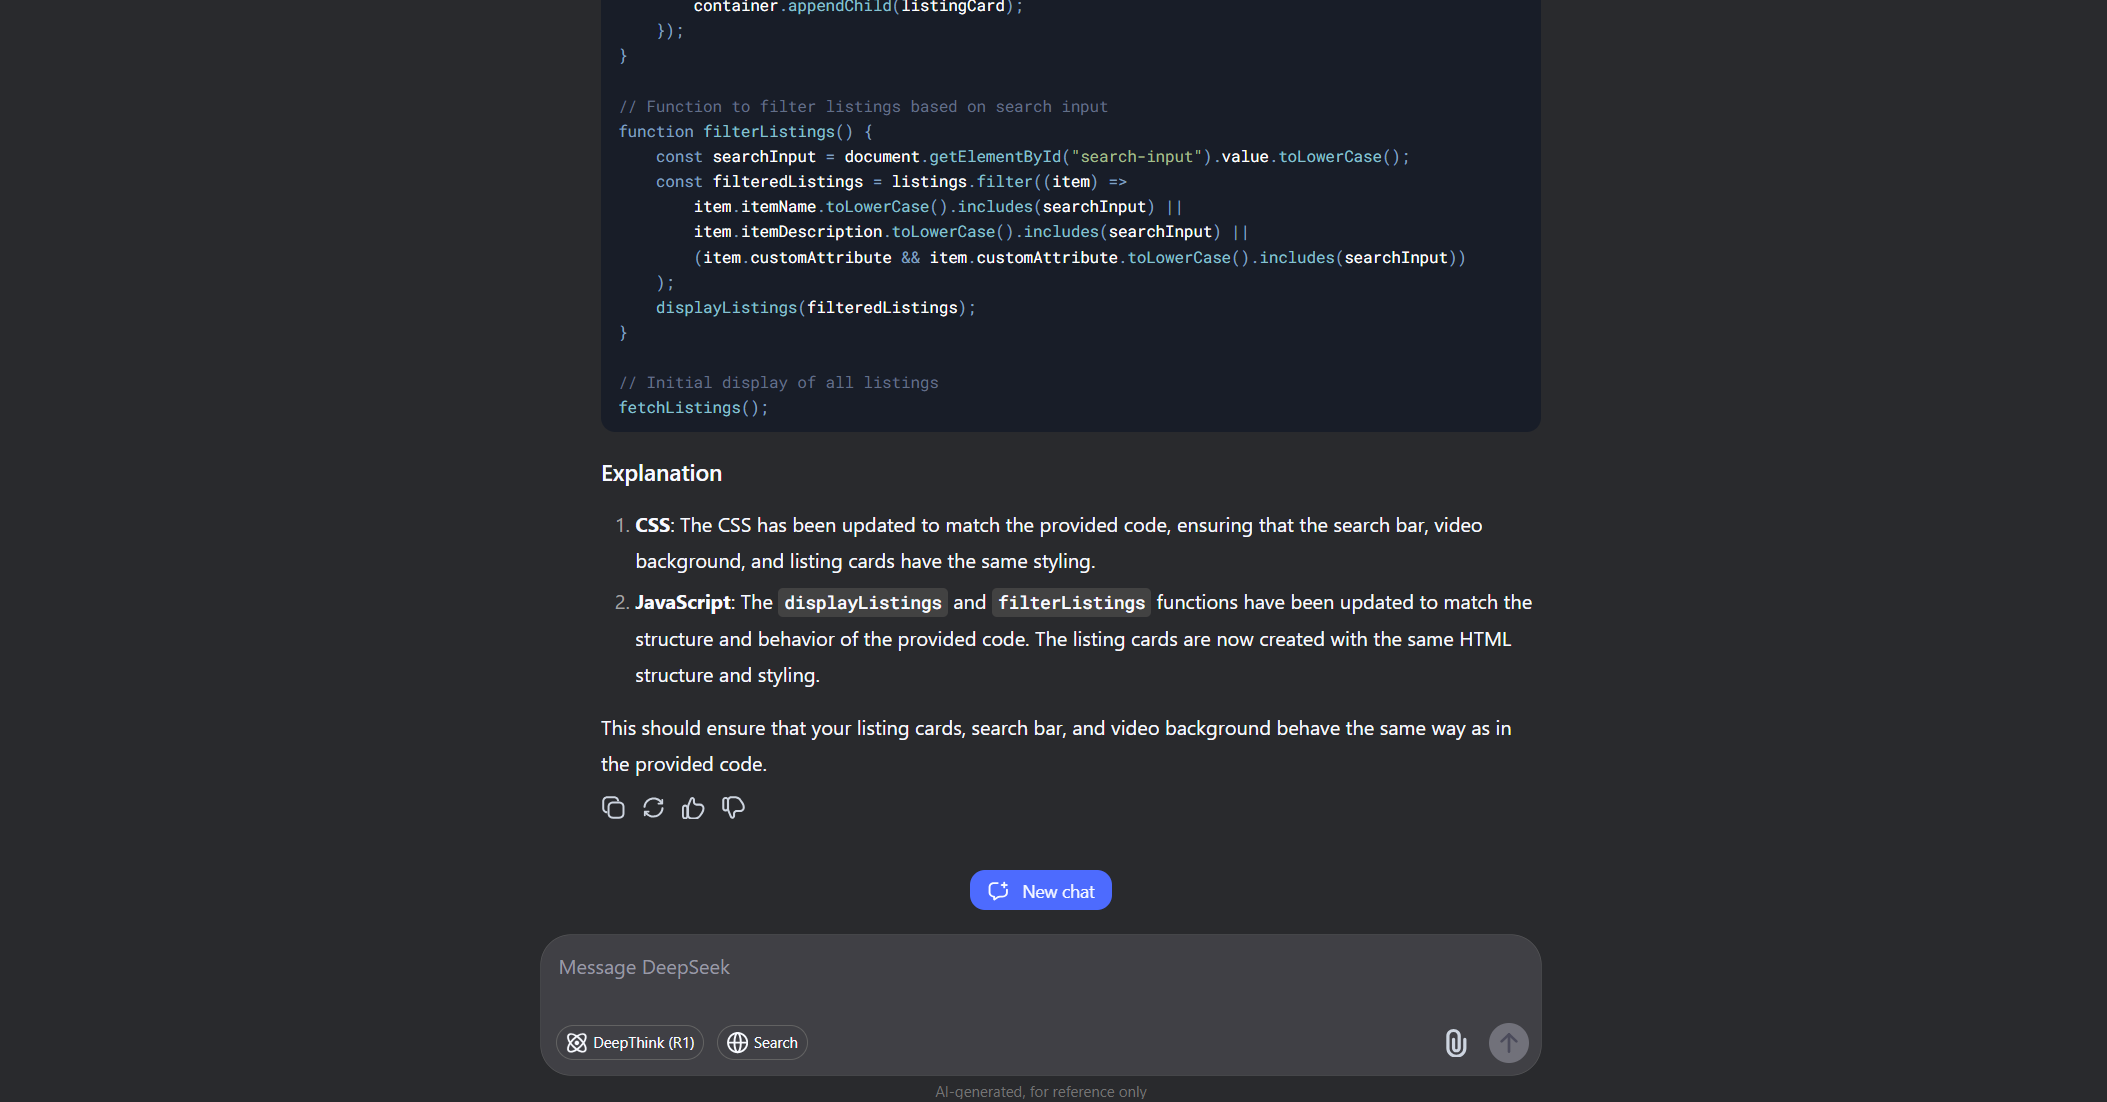 container.appendChild(listingCard);
    });
}
// Function to filter listings based on search input
function filterListings() {
    const searchInput = document.getElementById("search-input").value.toLowerCase();
    const filteredListings = listings.filter((item) =>
        item.itemName.toLowerCase().includes(searchInput) ||
        item.itemDescription.toLowerCase().includes(searchInput) ||
        (item.customAttribute && item.customAttribute.toLowerCase().includes(searchInput))
    );
    displayListings(filteredListings);
}
// Initial display of all listings
fetchListings();
Explanation
1. CSS: The CSS has been updated to match the provided code, ensuring that the search bar, video
background, and listing cards have the same styling.
2. JavaScript: The displayListings and filterListings functions have been updated to match the
structure and behavior of the provided code. The listing cards are now created with the same HTML
structure and styling.
This should ensure that your listing cards, search bar, and video background behave the same way as in
the provided code.
New chat
Message DeepSeek
DeepThink (R1) Search
AI-generated, for reference only